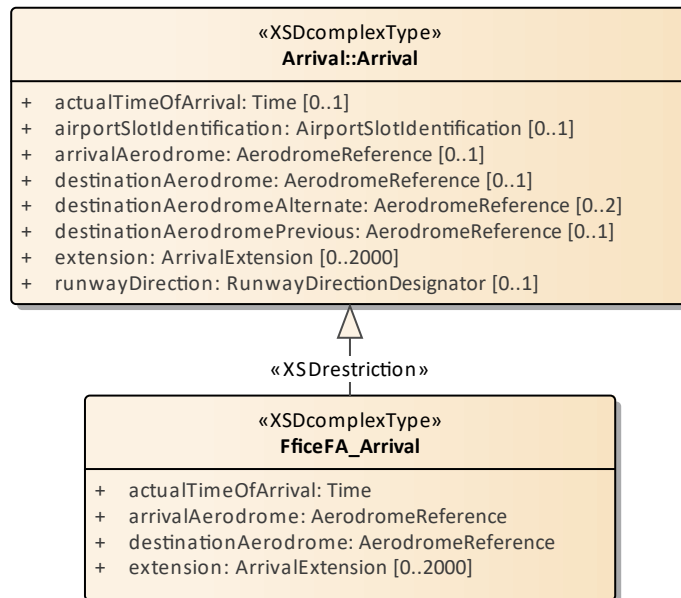 «XSDcomplexType»
Arrival::Arrival
+ actualTimeOfArrival: Time [0..1]
+ airportSlotIdentification: AirportSlotIdentification [0..1]
+ arrivalAerodrome: AerodromeReference [0..1]
+ destinationAerodrome: AerodromeReference [0..1]
+ destinationAerodromeAlternate: AerodromeReference [0..2]
+ destinationAerodromePrevious: AerodromeReference [0..1]
+ extension: ArrivalExtension [0..2000]
+ runwayDirection: RunwayDirectionDesignator [0..1]
«XSDrestriction»
«XSDcomplexType»
FficeFA_Arrival
+ actualTimeOfArrival: Time
+ arrivalAerodrome: AerodromeReference
+ destinationAerodrome: AerodromeReference
+ extension: ArrivalExtension [0..2000]